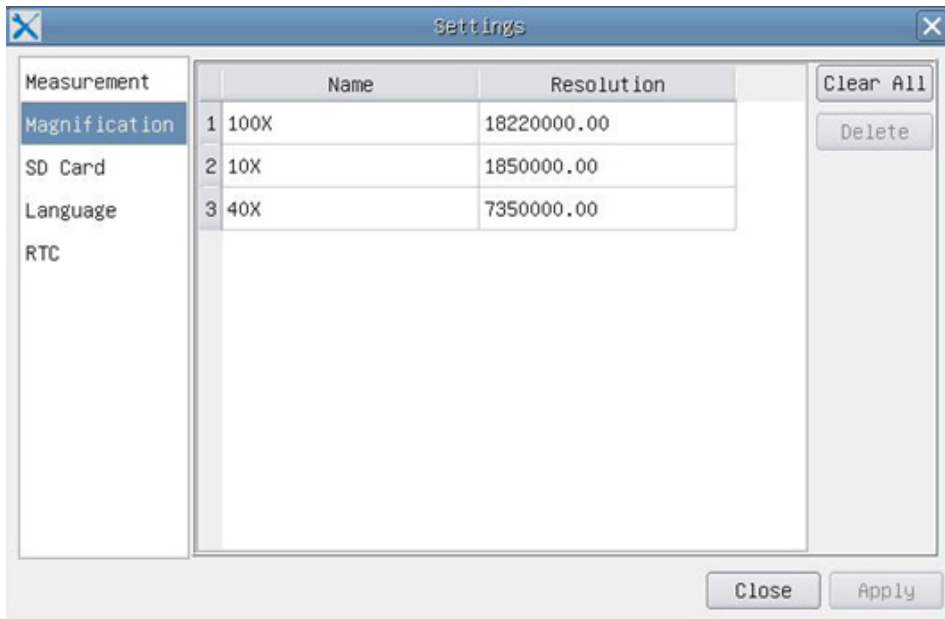 Settings
Measurement
Magnification
SD Card
Language
RTC
Name Resolution
1 100X 18220000.00
2 10X 1850000.00
3 40X 7350000.00
Clear All
Delete
Close Apply